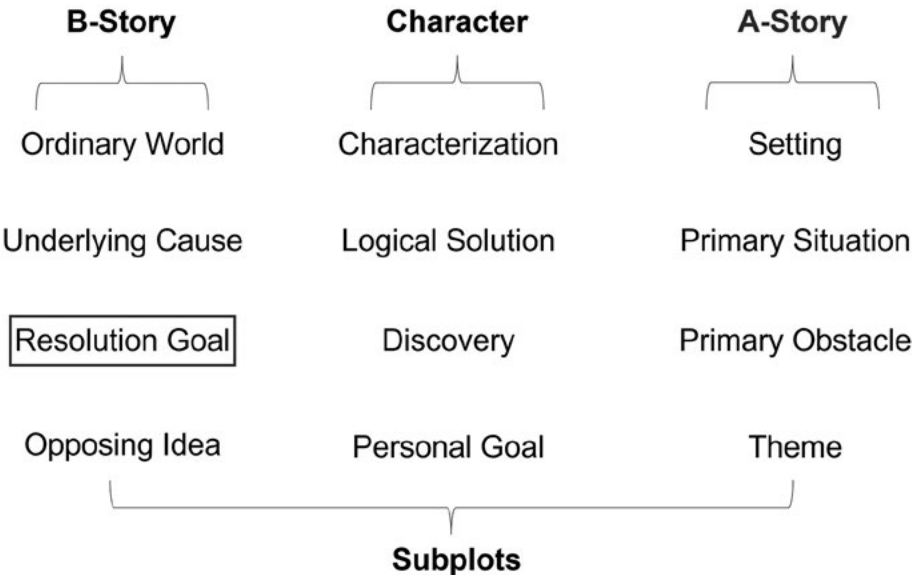 B-Story Character A-Story
Ordinary World Characterization Setting
Underlying Cause Logical Solution Primary Situation
Resolution Goal Discovery Primary Obstacle
Opposing Idea Personal Goal Theme
Subplots